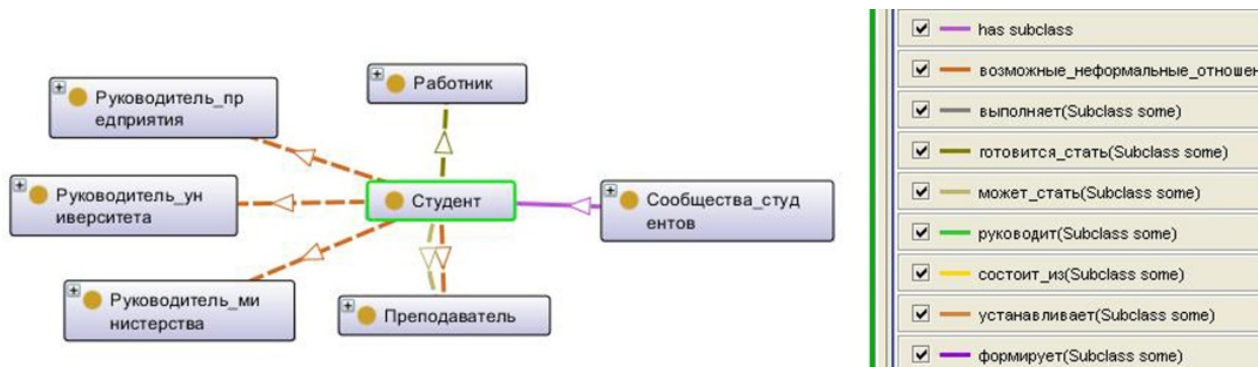 Руководитель_пр
едприятия
Работник
Руководитель_ун
иверситета
Студент
Сообщества_студ
ентов
Руководитель_ми
нистерства
Преподаватель
has subclass
возможные_неформальные_отношен
выполняет(Subclass some)
готовится_стать(Subclass some)
может_стать(Subclass some)
руководит(Subclass some)
состоит_из(Subclass some)
устанавливает(Subclass some)
формирует(Subclass some)